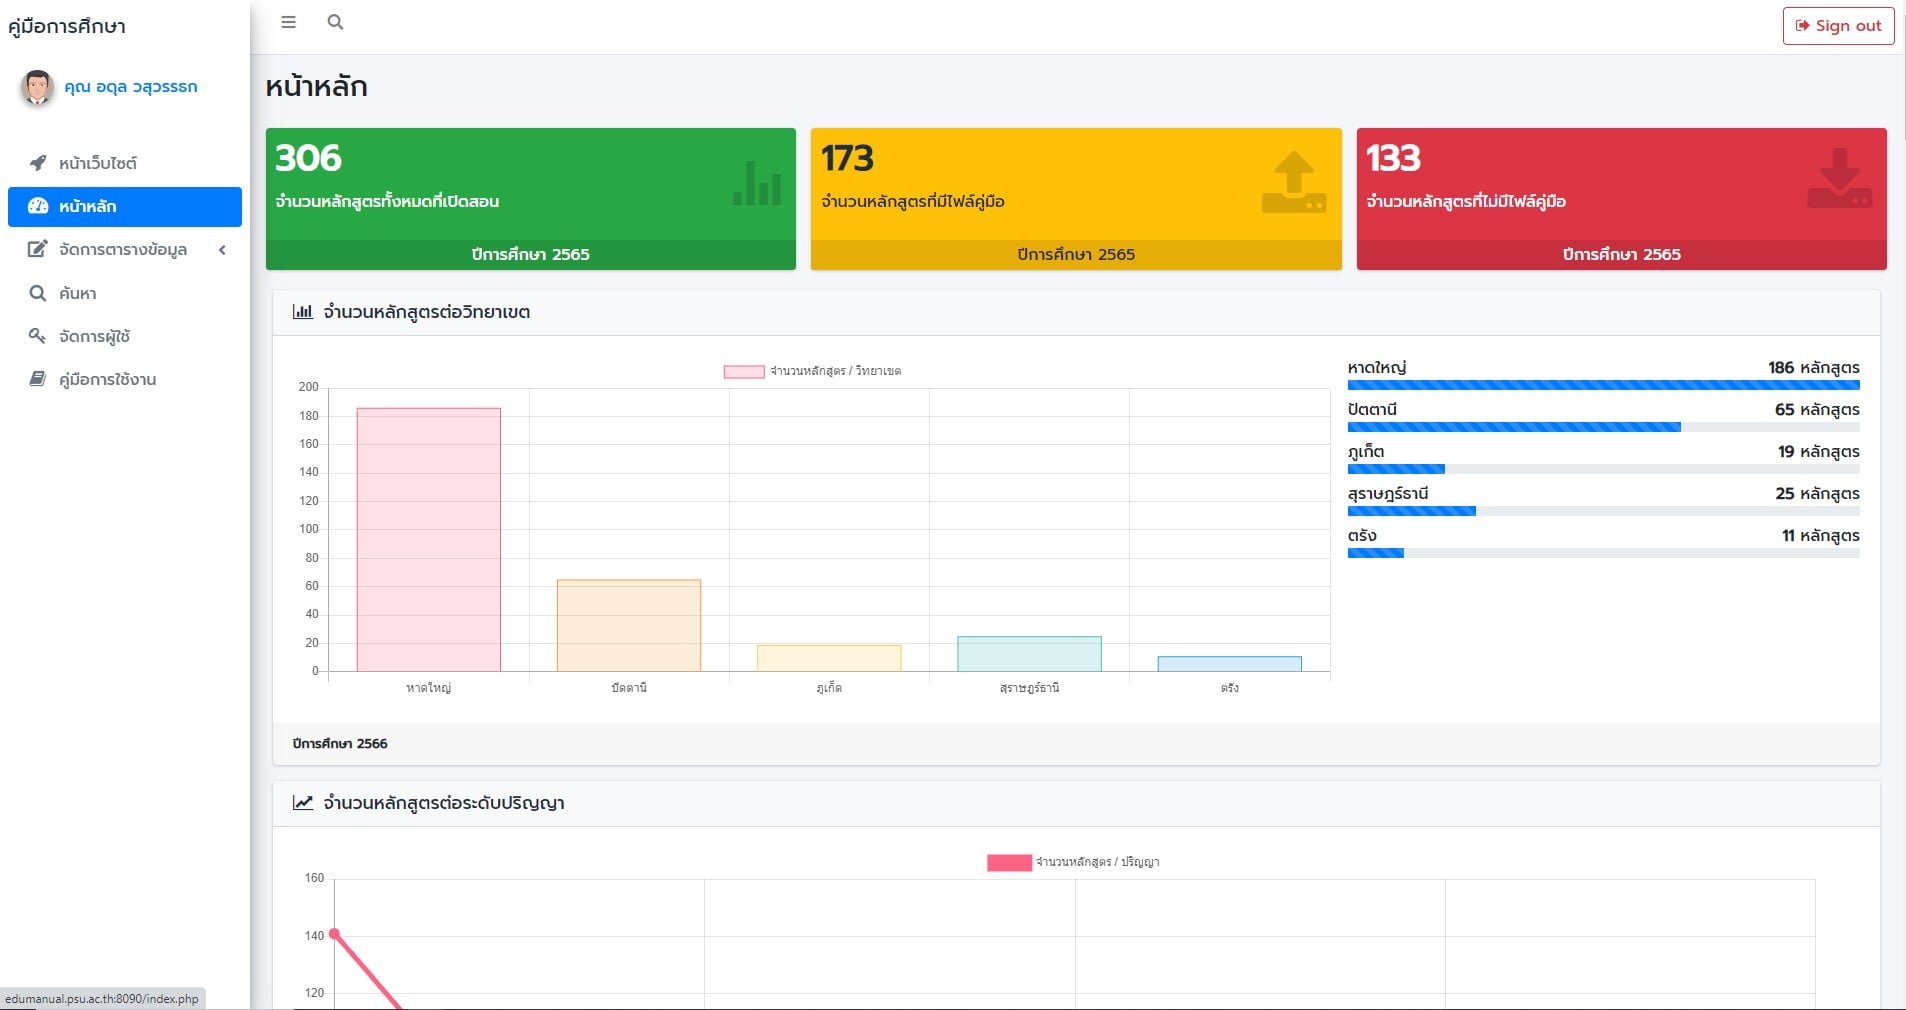 คู่มือการศึกษา
Sign out
คุณ อดุล วสุวรรธก
หน้าเว็บไซต์
หน้าหลัก
จัดการตารางข้อมูล
ค้นหา
จัดการผู้ใช้
คู่มือการใช้งาน
หน้าหลัก
306
จำนวนหลักสูตรทั้งหมดที่เปิดสอน
ปีการศึกษา 2565
173
จำนวนหลักสูตรที่มีไฟล์คู่มือ
ปีการศึกษา 2565
133
จำนวนหลักสูตรที่ไม่มีไฟล์คู่มือ
ปีการศึกษา 2565
จำนวนหลักสูตรต่อวิทยาเขต
จำนวนหลักสูตร / วิทยาเขต
200
180
160
140
120
100
80
60
40
20
0
หาดใหญ่
ปัตตานี
ภูเก็ต
สุราษฎร์ธานี
ตรัง
หาดใหญ่ 186 หลักสูตร
ปัตตานี 65 หลักสูตร
ภูเก็ต 19 หลักสูตร
สุราษฎร์ธานี 25 หลักสูตร
ตรัง 11 หลักสูตร
ปีการศึกษา 2566
จำนวนหลักสูตรต่อระดับปริญญา
จำนวนหลักสูตร / ปริญญา
160
140
120
edumanual.psu.ac.th:8090/index.php